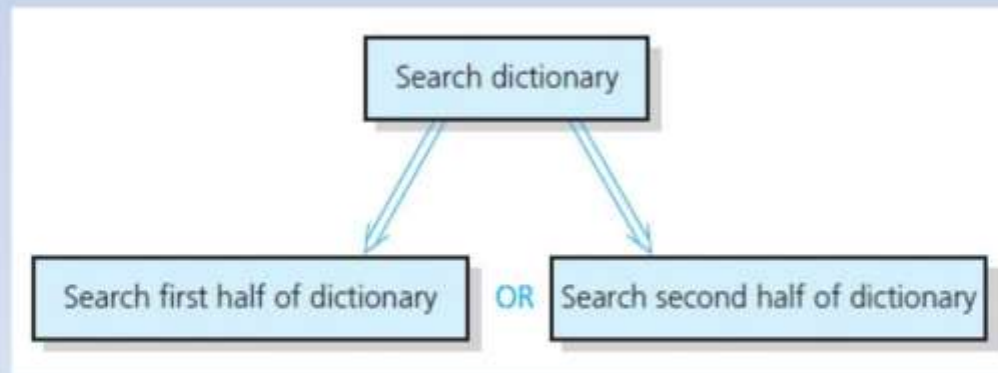 Search dictionary
Search first half of dictionary OR Search second half of dictionary